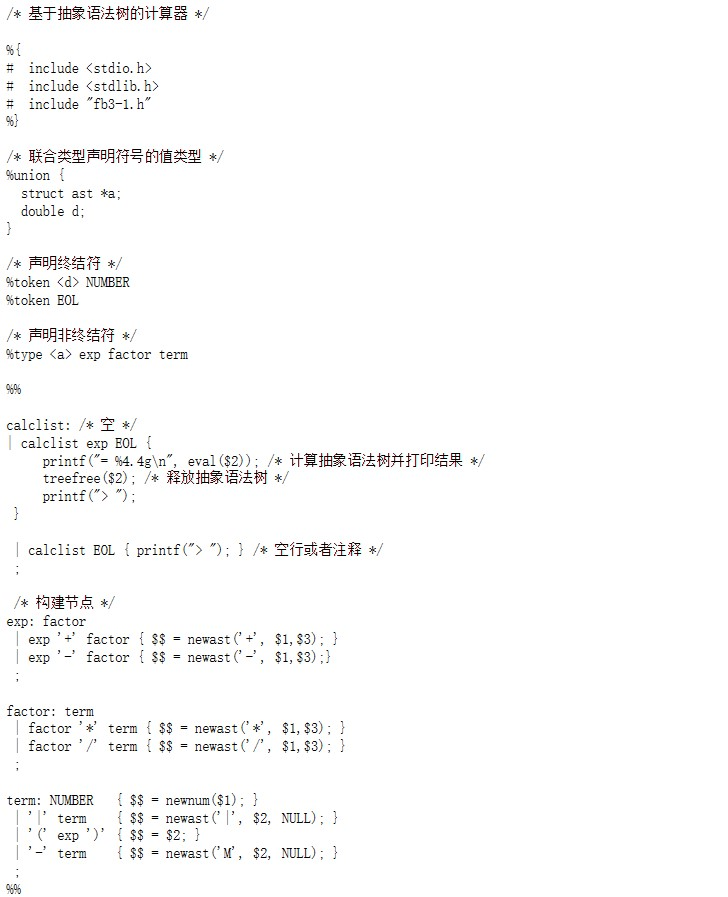 /* 基于抽象语法树的计算器 */
%{
#  include <stdio.h>
#  include <stdlib.h>
#  include "fb3-1.h"
%}
/* 联合类型声明符号的值类型 */
%union {
  struct ast *a;
  double d;
}
/* 声明终结符 */
%token <d> NUMBER
%token EOL
/* 声明非终结符 */
%type <a> exp factor term
%%
calclist: /* 空 */
| calclist exp EOL {
     printf("= %4.4g\n", eval($2)); /* 计算抽象语法树并打印结果 */
     treefree($2); /* 释放抽象语法树 */
     printf("> ");
 }
 | calclist EOL { printf("> "); } /* 空行或者注释 */
 ;
 /* 构建节点 */
exp: factor
 | exp '+' factor { $$ = newast('+', $1,$3); }
 | exp '-' factor { $$ = newast('-', $1,$3);}
 ;
factor: term
 | factor '*' term { $$ = newast('*', $1,$3); }
 | factor '/' term { $$ = newast('/', $1,$3); }
 ;
term: NUMBER   { $$ = newnum($1); }
 | '|' term    { $$ = newast('|', $2, NULL); }
 | '(' exp ')' { $$ = $2; }
 | '-' term    { $$ = newast('M', $2, NULL); }
 ;
%%